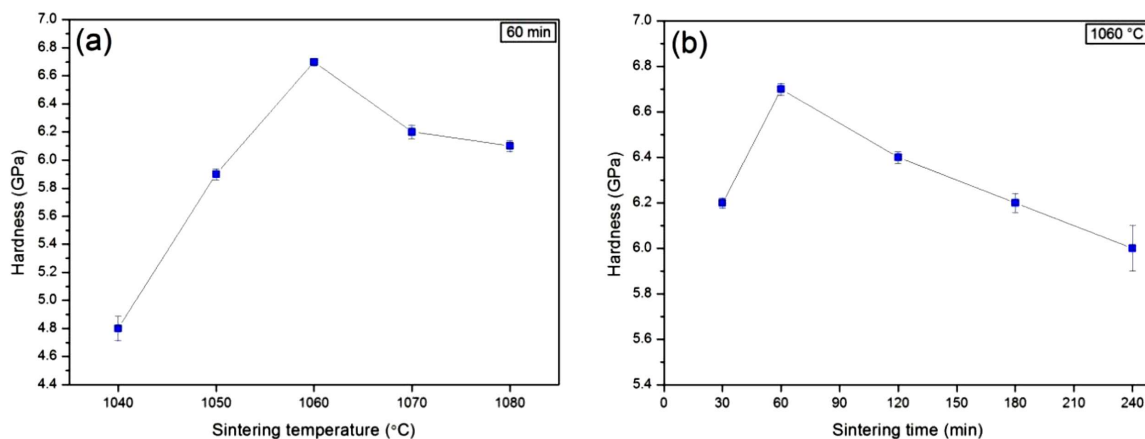 (a)
60 min
7.0
6.8
6.6
6.4
6.2
6.0
5.8
5.6
5.4
5.2
5.0
4.8
4.6
4.4
Hardness (GPa)
1040 1050 1060 1070 1080
Sintering temperature (°C)
(b)
1060 °C
7.0
6.8
6.6
6.4
6.2
6.0
5.8
5.6
5.4
Hardness (GPa)
0 30 60 90 120 150 180 210 240
Sintering time (min)